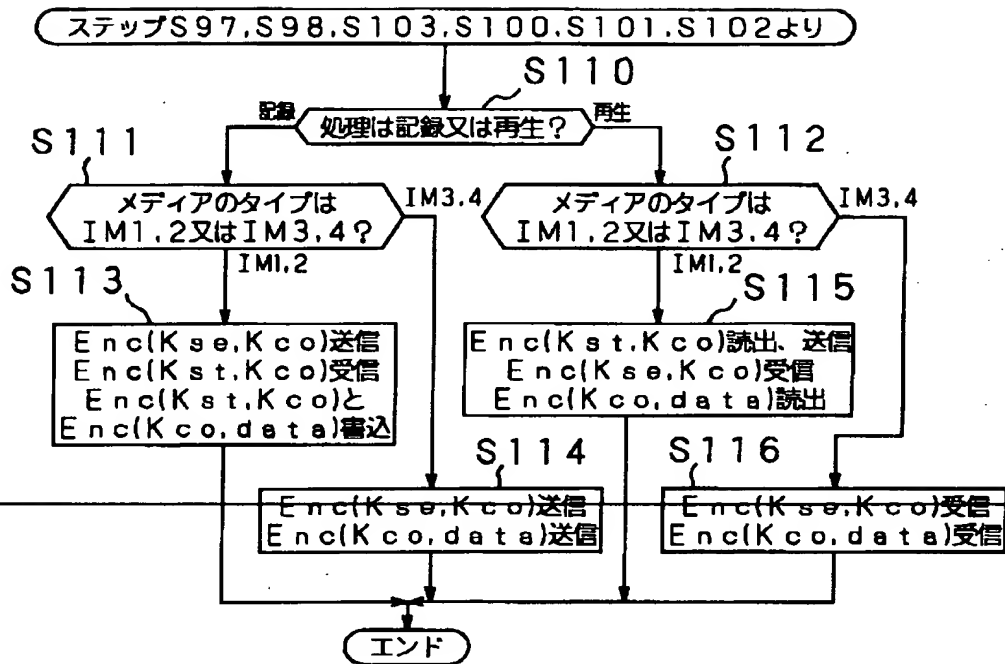 ステップS97,S98,S103,S100,S101,S102より
S110
記録
処理は記録又は再生?
再生
S111
メディアのタイプは
IM1,2又はIM3,4?
IM3,4
IM1,2
S112
メディアのタイプは
IM1,2又はIM3,4?
IM3,4
IM1,2
S113
Enc(Kse,Kco)送信
Enc(Kst,Kco)受信
Enc(Kst,Kco)と
Enc(Kco,data)書込
S115
Enc(Kst,Kco)読出、送信
Enc(Kse,Kco)受信
Enc(Kco,data)読出
S114
Enc(Kse,Kco)送信
Enc(Kco,data)送信
S116
Enc(Kse,Kco)受信
Enc(Kco,data)受信
エンド